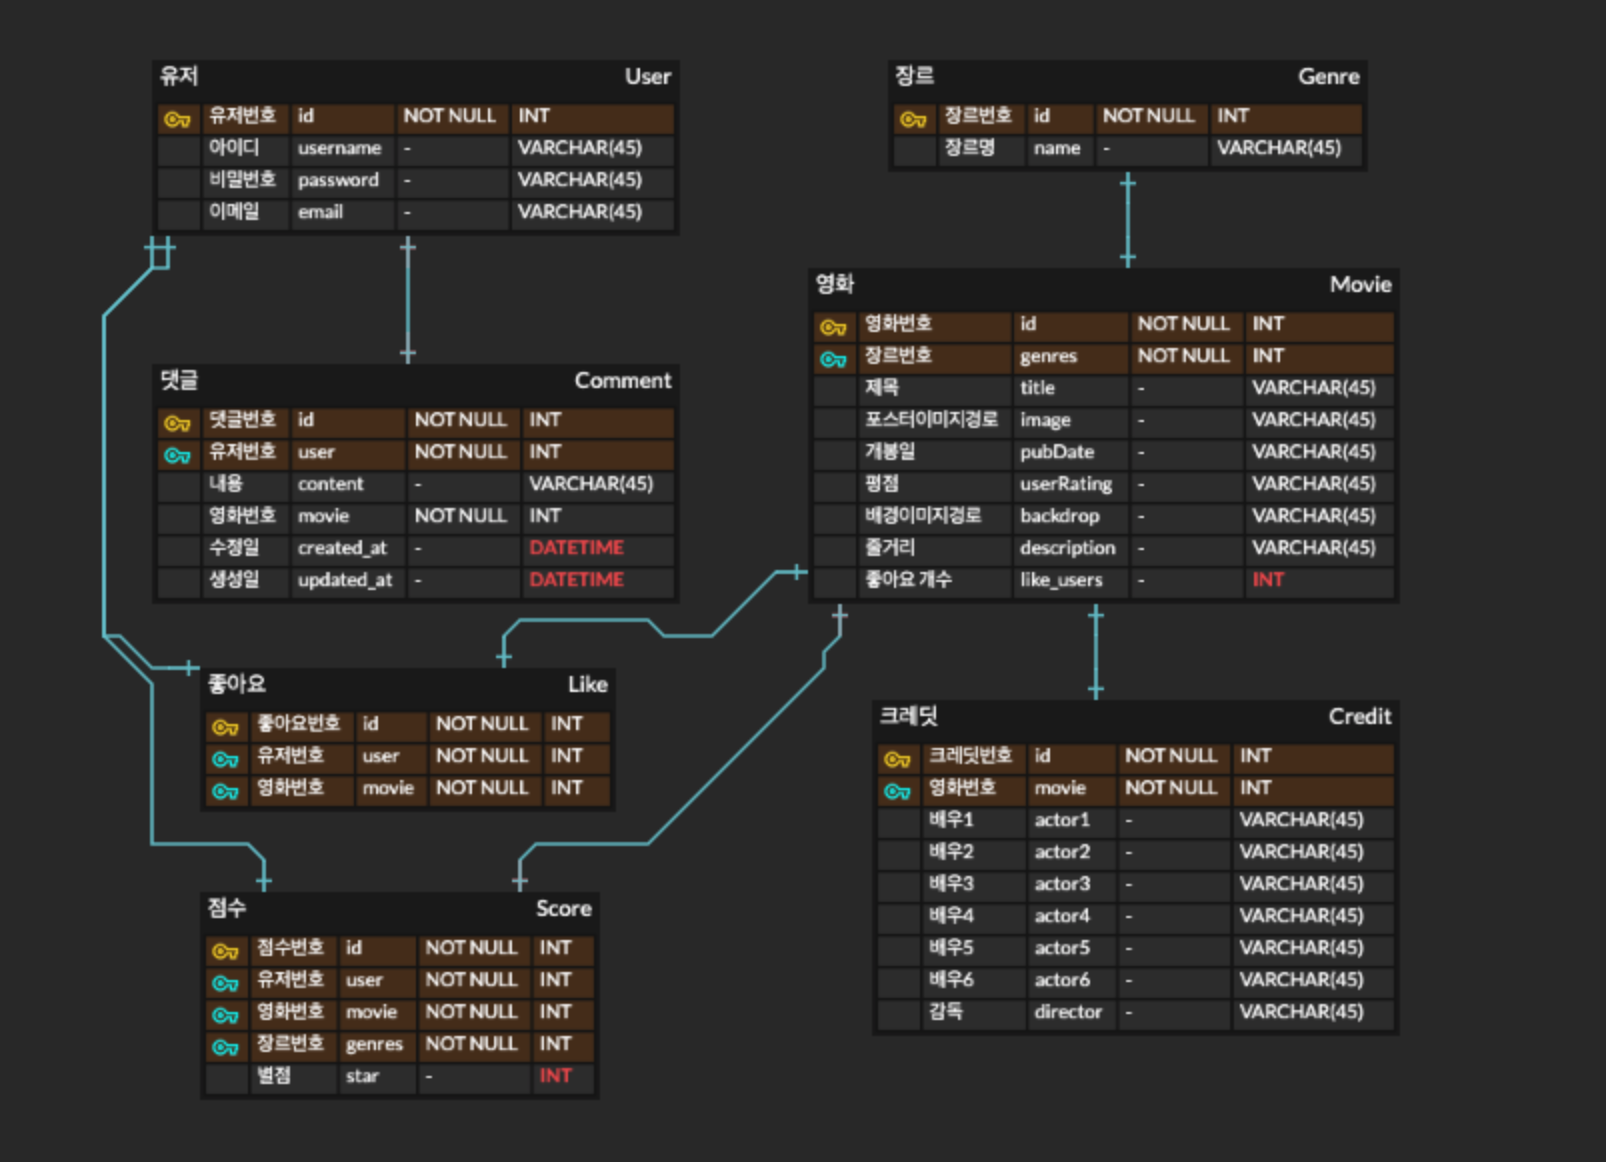 유저 User
유저번호 id NOT NULL INT
아이디 username - VARCHAR(45)
비밀번호 password - VARCHAR(45)
이메일 email - VARCHAR(45)
장르 Genre
장르번호 id NOT NULL INT
장르명 name - VARCHAR(45)
영화 Movie
영화번호 id NOT NULL INT
장르번호 genres NOT NULL INT
제목 title - VARCHAR(45)
포스터이미지경로 image - VARCHAR(45)
개봉일 pubDate - VARCHAR(45)
평점 userRating - VARCHAR(45)
배경이미지경로 backdrop - VARCHAR(45)
줄거리 description - VARCHAR(45)
좋아요 개수 like_users - INT
댓글 Comment
댓글번호 id NOT NULL INT
유저번호 user NOT NULL INT
내용 content - VARCHAR(45)
영화번호 movie NOT NULL INT
수정일 created_at - DATETIME
생성일 updated_at - DATETIME
좋아요 Like
좋아요번호 id NOT NULL INT
유저번호 user NOT NULL INT
영화번호 movie NOT NULL INT
크레딧 Credit
크레딧번호 id NOT NULL INT
영화번호 movie NOT NULL INT
배우1 actor1 - VARCHAR(45)
배우2 actor2 - VARCHAR(45)
배우3 actor3 - VARCHAR(45)
배우4 actor4 - VARCHAR(45)
배우5 actor5 - VARCHAR(45)
배우6 actor6 - VARCHAR(45)
감독 director - VARCHAR(45)
점수 Score
점수번호 id NOT NULL INT
유저번호 user NOT NULL INT
영화번호 movie NOT NULL INT
장르번호 genres NOT NULL INT
별점 star - INT